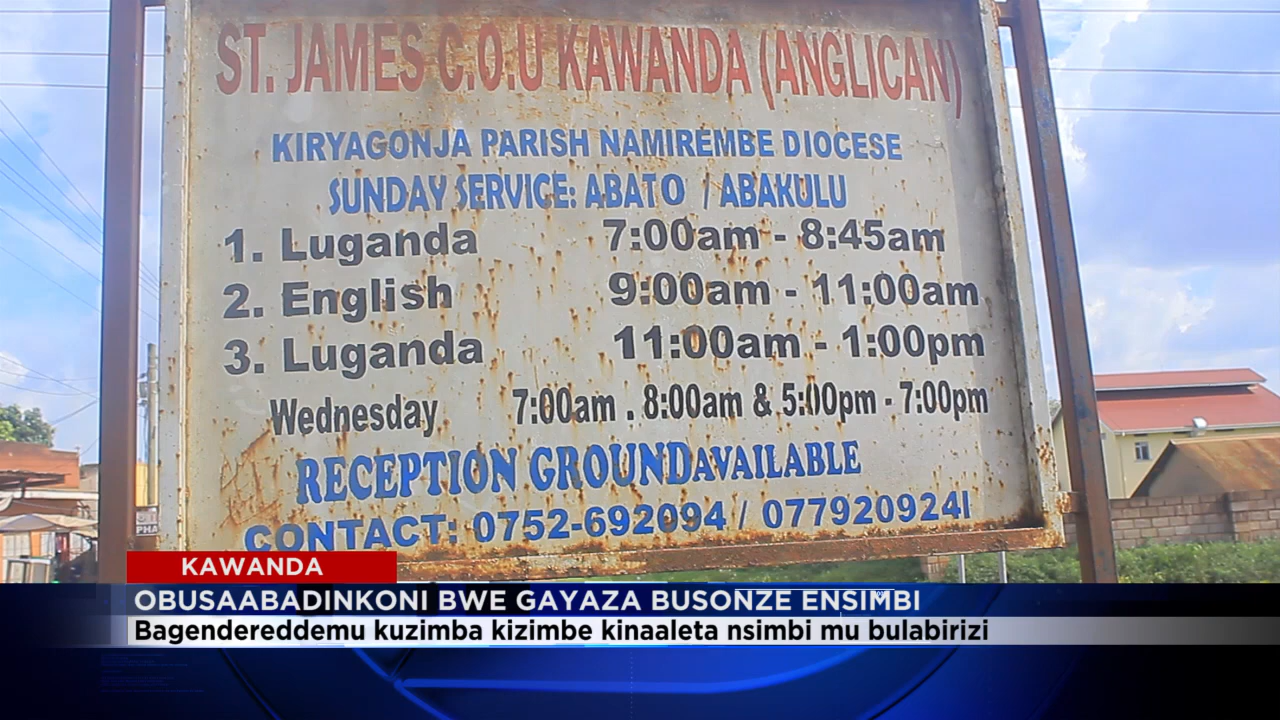 ST. JAMES C.O.U KAWANDA (ANGLICAN)
KIRYAGONJA PARISH NAMIREMBE DIOCESE
SUNDAY SERVICE: ABATO / ABAKULU
1. Luganda 7:00am - 8:45am
2. English 9:00am - 11:00am
3. Luganda 11:00am - 1:00pm
Wednesday 7:00am . 8:00am & 5:00pm - 7:00pm
RECEPTION GROUND AVAILABLE
CONTACT: 0752-692094 / 0779209241
PHA
KAWANDA
OBUSAABADINKONI BWE GAYAZA BUSONZE ENSIMBI
Bagendereddemu kuzimba kizimbe kinaaleta nsimbi mu bulabirizi